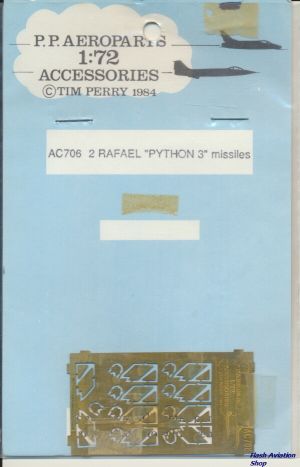 P.P. AEROPARTS
1:72
ACCESSORIES
©TIM PERRY 1984
AC706 2 RAFAEL "PYTHON 3" missiles
Flash Aviation
Shop